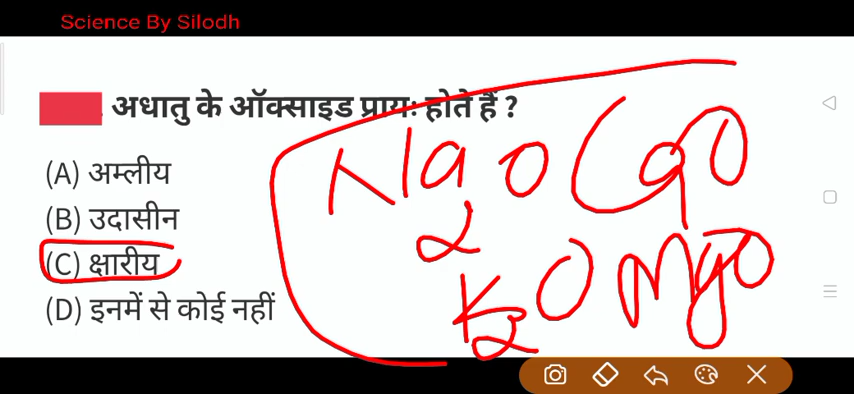 Science By Silodh
अधातु के ऑक्साइड प्रायः होते हैं ?
(A) अम्लीय
(B) उदासीन
(C) क्षारीय
(D) इनमें से कोई नहीं
Na2O CaO
K2O MgO